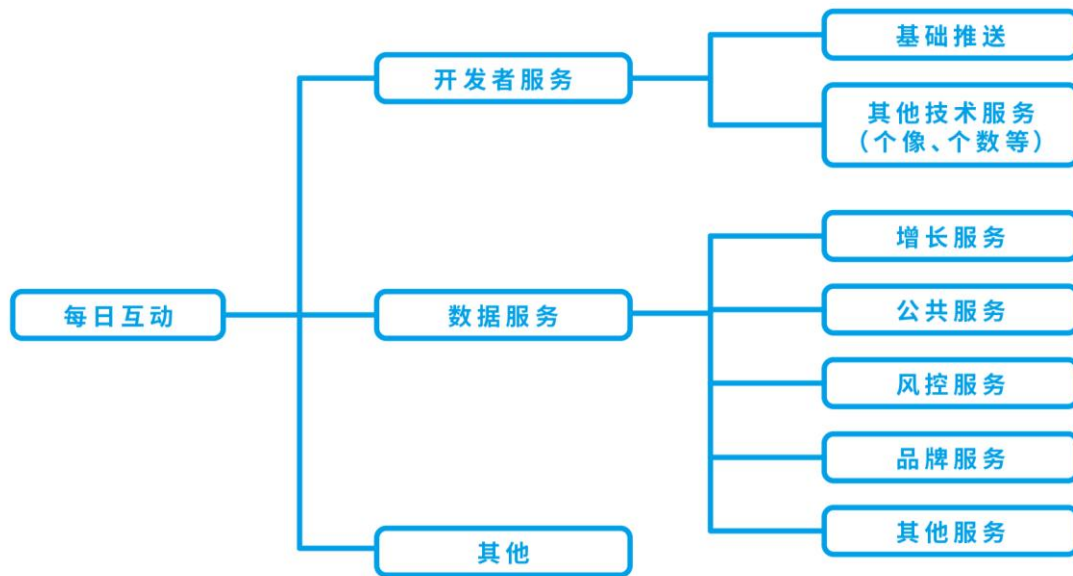 基础推送
开发者服务
其他技术服务
（个像、个数等）
增长服务
每日互动
数据服务
公共服务
风控服务
品牌服务
其他
其他服务